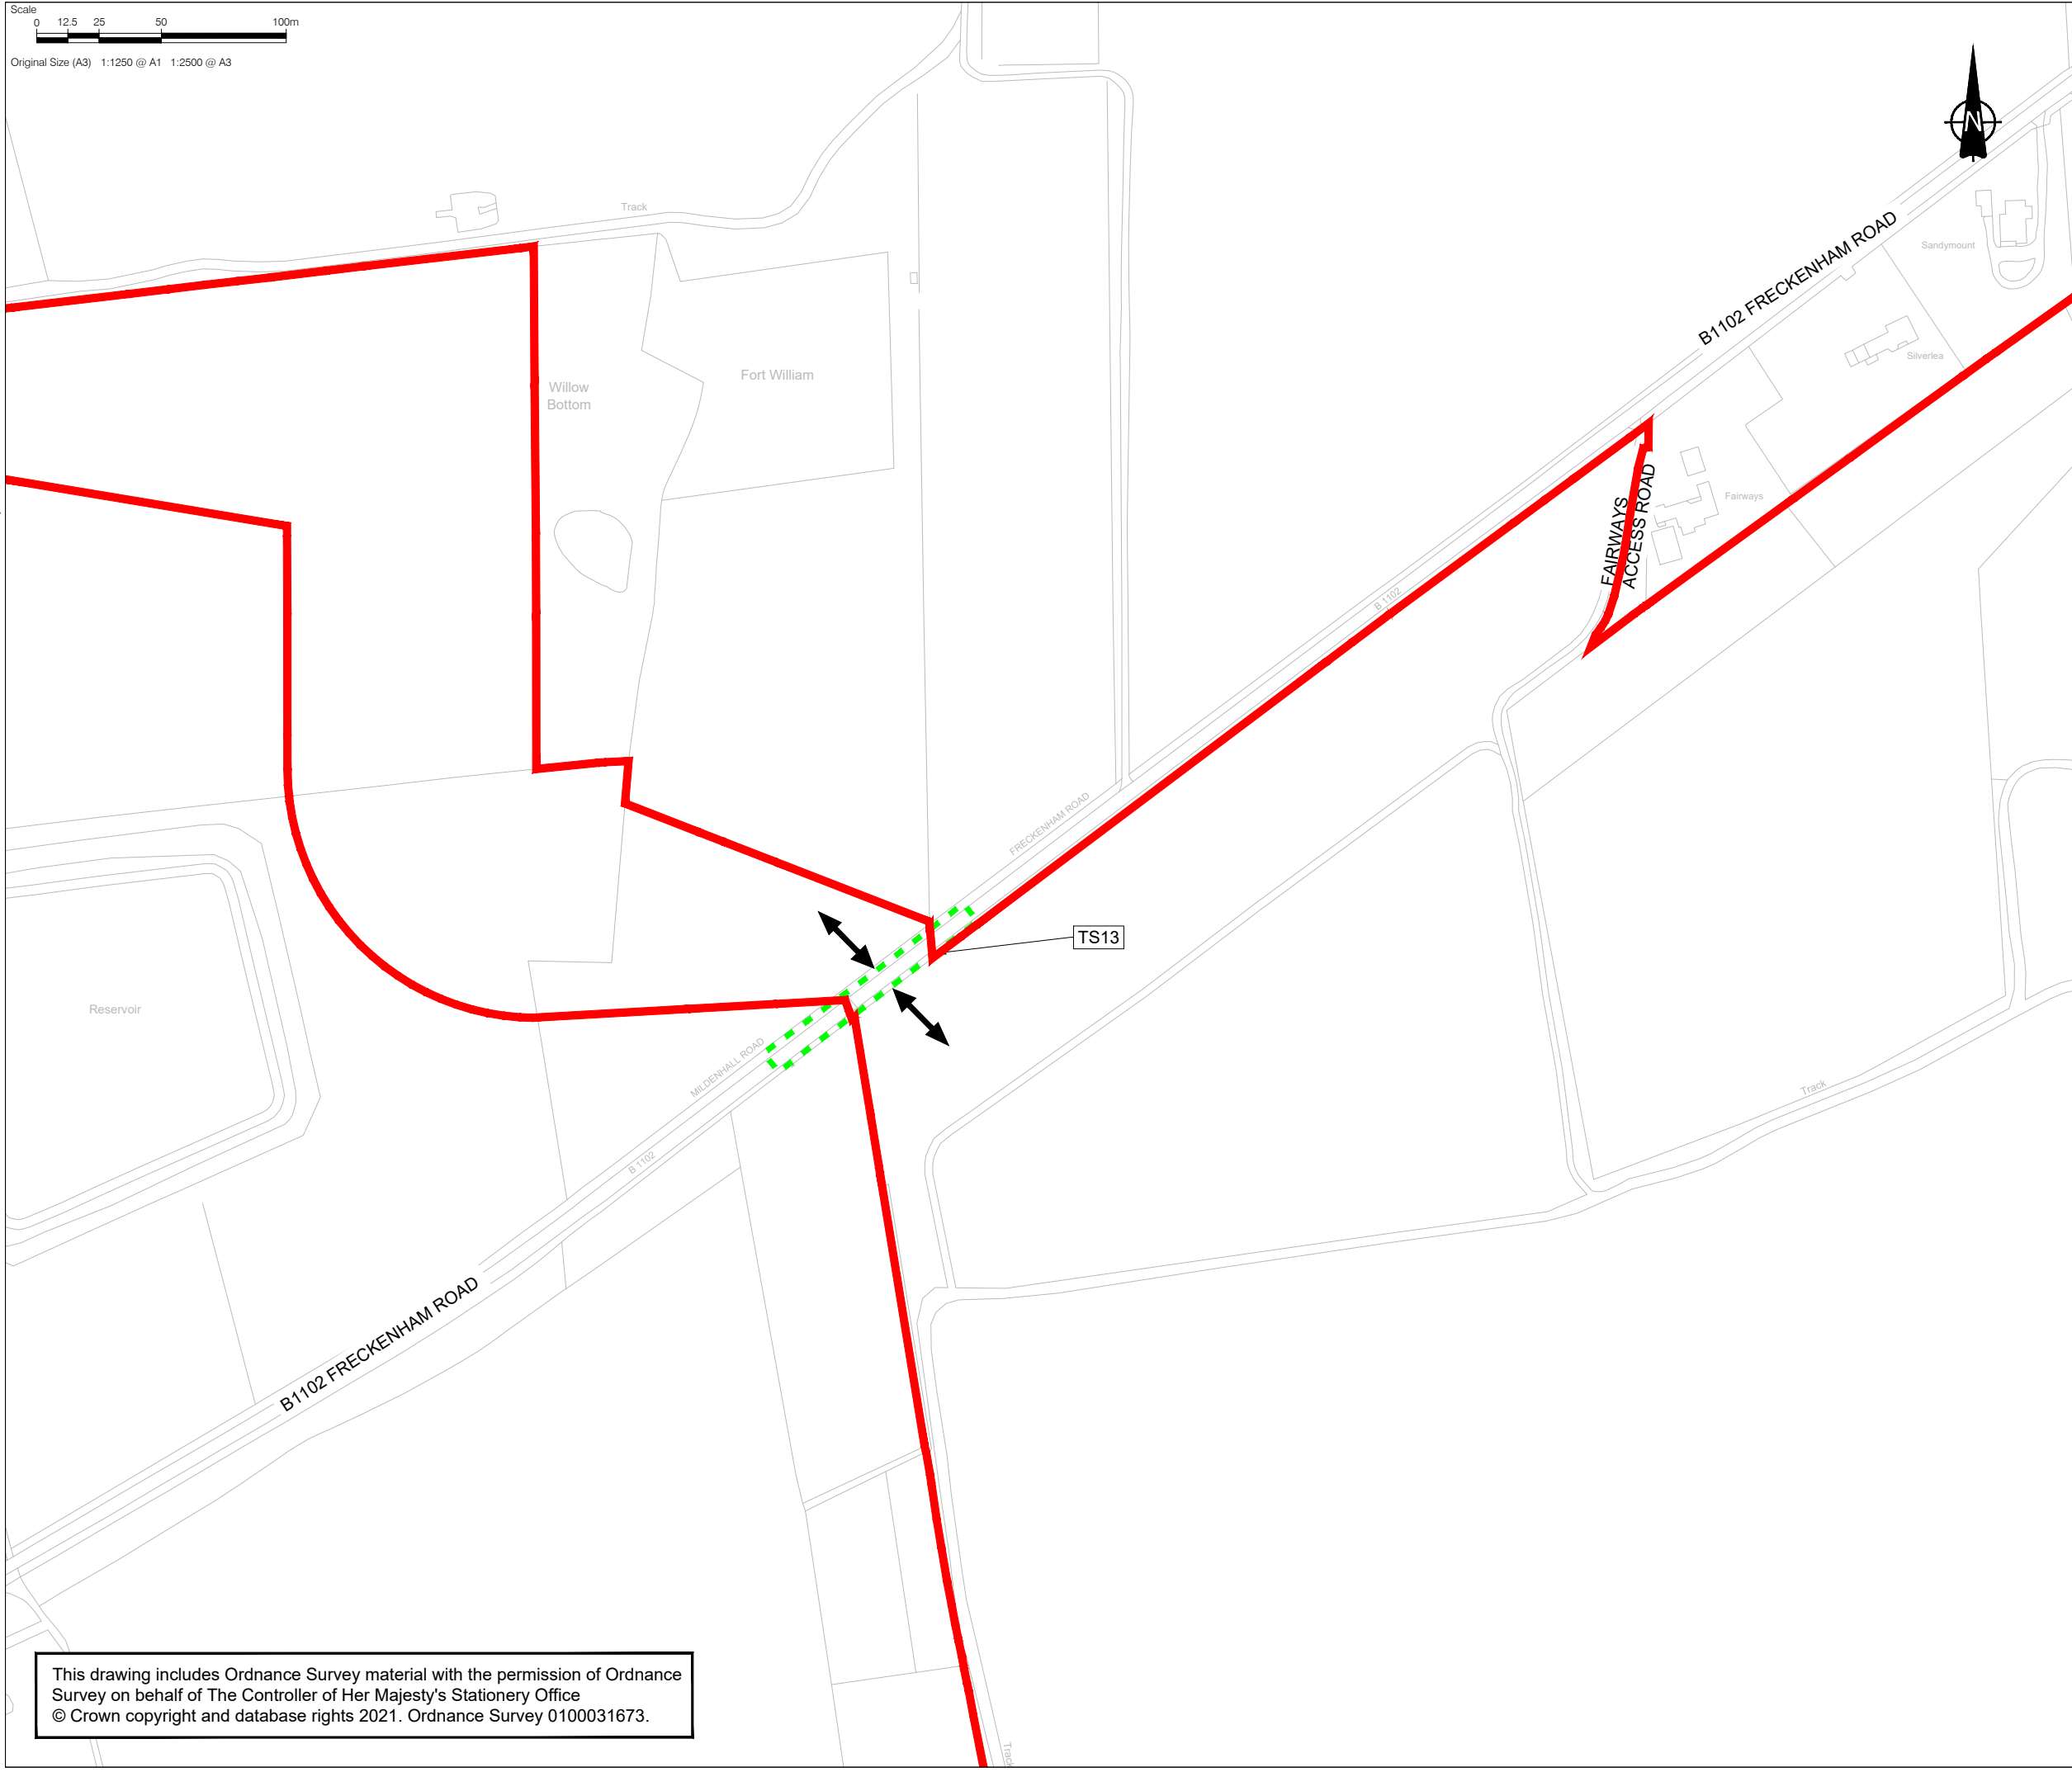 Scale
0 12.5 25 50 100m
Original Size (A3) 1:1250 @ A1 1:2500 @ A3
N
Track
B1102 FRECKENHAM ROAD
Sandymount
Silverlea
Fort William
Willow
Bottom
Fairways
FAIRWAYS
ACCESS ROAD
B 1102
FRECKENHAM ROAD
TS13
Reservoir
MILDENHALL ROAD
B 1102
Track
B1102 FRECKENHAM ROAD
This drawing includes Ordnance Survey material with the permission of Ordnance
Survey on behalf of The Controller of Her Majesty's Stationery Office
© Crown copyright and database rights 2021. Ordnance Survey 0100031673.
Track